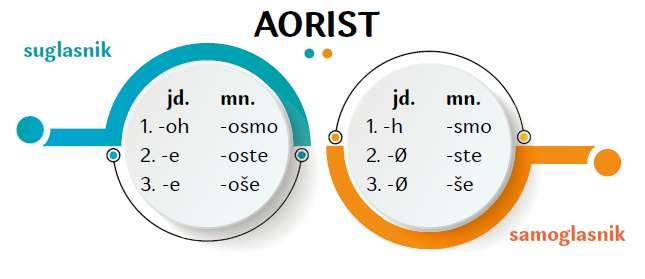 AORIST
suglasnik
jd. mn.
1. -oh -osmo
2. -e -oste
3. -e -oše
jd. mn.
1. -h -smo
2. -Ø -ste
3. -Ø -še
samoglasnik